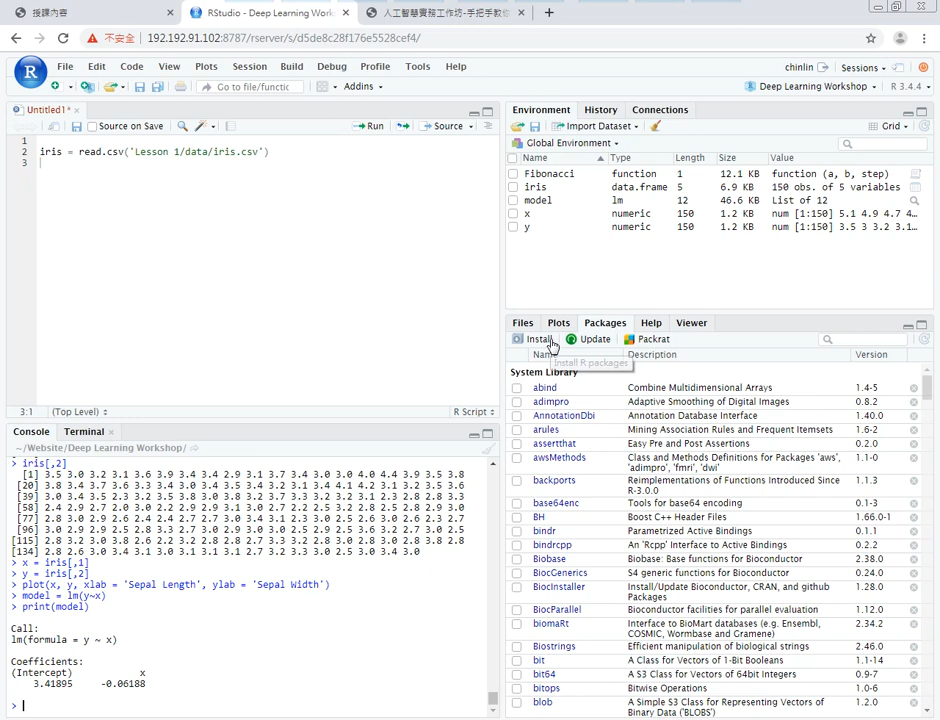 授課內容
RStudio - Deep Learning Work
人工智慧實務工作坊-手把手教你
不安全
192.192.91.102:8787/rserver/s/d5de8c28f176e5528cef4/
File Edit Code View Plots Session Build Debug Profile Tools Help
chinlin
Sessions
Go to file/functic
Addins
Deep Learning Workshop
R 3.4.4
Untitled1*
Source on Save
Run
Source
1
2 iris = read.csv('Lesson 1/data/iris.csv')
3
3:1 (Top Level)
R Script
Console Terminal
~/Website/Deep Learning Workshop/
> iris[,2]
[1] 3.5 3.0 3.2 3.1 3.6 3.9 3.4 3.4 2.9 3.1 3.7 3.4 3.0 3.0 4.0 4.4 3.9 3.5 3.8
[20] 3.8 3.4 3.7 3.6 3.3 3.4 3.0 3.4 3.5 3.4 3.2 3.1 3.4 4.1 4.2 3.1 3.2 3.5 3.6
[39] 3.0 3.4 3.5 2.3 3.2 3.5 3.8 3.0 3.8 3.2 3.7 3.3 3.2 3.2 3.1 2.3 2.8 2.8 3.3
[58] 2.4 2.9 2.7 2.0 3.0 2.2 2.9 2.9 3.1 3.0 2.7 2.2 2.5 3.2 2.8 2.5 2.8 2.9 3.0
[77] 2.8 3.0 2.9 2.6 2.4 2.4 2.7 2.7 3.0 3.4 3.1 2.3 3.0 2.5 2.6 3.0 2.6 2.3 2.7
[96] 3.0 2.9 2.9 2.5 2.8 3.3 2.7 3.0 2.9 3.0 3.0 2.5 2.9 2.5 3.6 3.2 2.7 3.0 2.5
[115] 2.8 3.2 3.0 3.8 2.6 2.2 3.2 2.8 2.8 2.7 3.3 3.2 2.8 3.0 2.8 3.0 2.8 3.8 2.8
[134] 2.8 2.6 3.0 3.4 3.1 3.0 3.1 3.1 3.1 2.7 3.2 3.3 3.0 2.5 3.0 3.4 3.0
> x = iris[,1]
> y = iris[,2]
> plot(x, y, xlab = 'Sepal Length', ylab = 'Sepal Width')
> model = lm(y~x)
> print(model)
Call:
lm(formula = y ~ x)
Coefficients:
(Intercept) x
3.41895 -0.06188
>
Environment History Connections
Import Dataset
Grid
Global Environment
Name Type Length Size Value
Fibonacci function 1 12.1 KB function (a, b, step)
iris data.frame 5 6.9 KB 150 obs. of 5 variables
model lm 12 46.6 KB List of 12
x numeric 150 1.2 KB num [1:150] 5.1 4.9 4.7 4…
y numeric 150 1.2 KB num [1:150] 3.5 3 3.2 3.1…
Files Plots Packages Help Viewer
Install Update Packrat
Name Description Version
Install R packages
System Library
abind Combine Multidimensional Arrays 1.4-5
adimpro Adaptive Smoothing of Digital Images 0.8.2
AnnotationDbi Annotation Database Interface 1.40.0
arules Mining Association Rules and Frequent Itemsets 1.6-2
assertthat Easy Pre and Post Assertions 0.2.0
awsMethods Class and Methods Definitions for Packages 'aws', 1.1-0
'adimpro', 'fmri', 'dwi'
backports Reimplementations of Functions Introduced Since 1.1.3
R-3.0.0
base64enc Tools for base64 encoding 0.1-3
BH Boost C++ Header Files 1.66.0-1
bindr Parametrized Active Bindings 0.1.1
bindrcpp An 'Rcpp' Interface to Active Bindings 0.2.2
Biobase Biobase: Base functions for Bioconductor 2.38.0
BiocGenerics S4 generic functions for Bioconductor 0.24.0
BiocInstaller Install/Update Bioconductor, CRAN, and github 1.28.0
Packages
BiocParallel Bioconductor facilities for parallel evaluation 1.12.0
biomaRt Interface to BioMart databases (e.g. Ensembl, 2.34.2
COSMIC, Wormbase and Gramene)
Biostrings Efficient manipulation of biological strings 2.46.0
bit A Class for Vectors of 1-Bit Booleans 1.1-14
bit64 A S3 Class for Vectors of 64bit Integers 0.9-7
bitops Bitwise Operations 1.0-6
blob A Simple S3 Class for Representing Vectors of 1.2.0
Binary Data ('BLOBS')